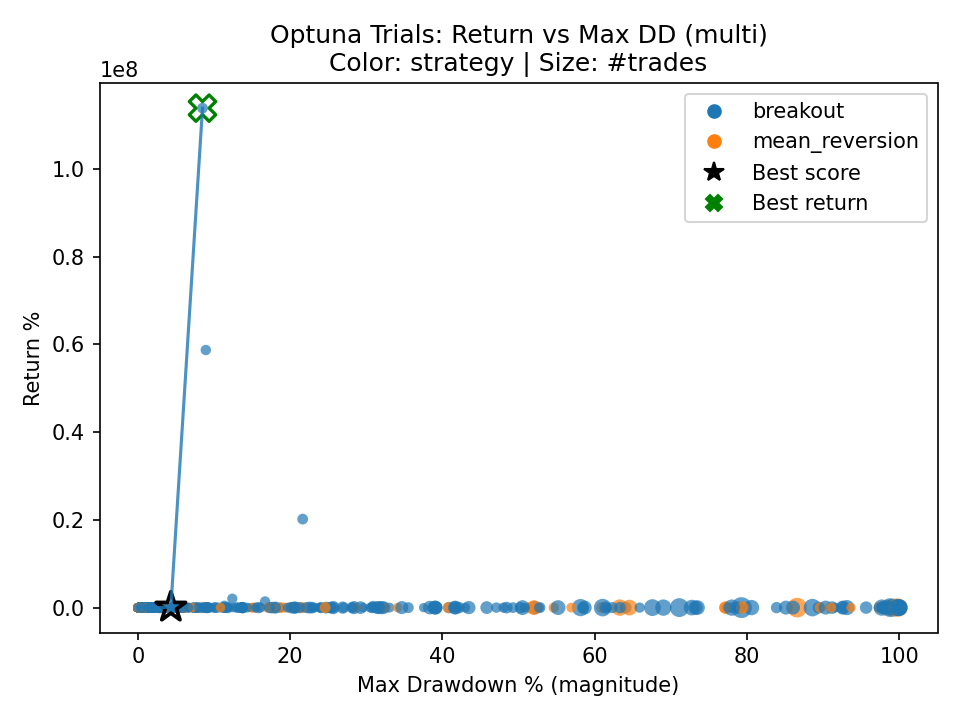 Optuna Trials: Return vs Max DD (multi)
Color: strategy | Size: #trades
1e8
breakout
mean_reversion
Best score
Best return
1.0
0.8
0.6
0.4
0.2
0.0
Return %
0 20 40 60 80 100
Max Drawdown % (magnitude)